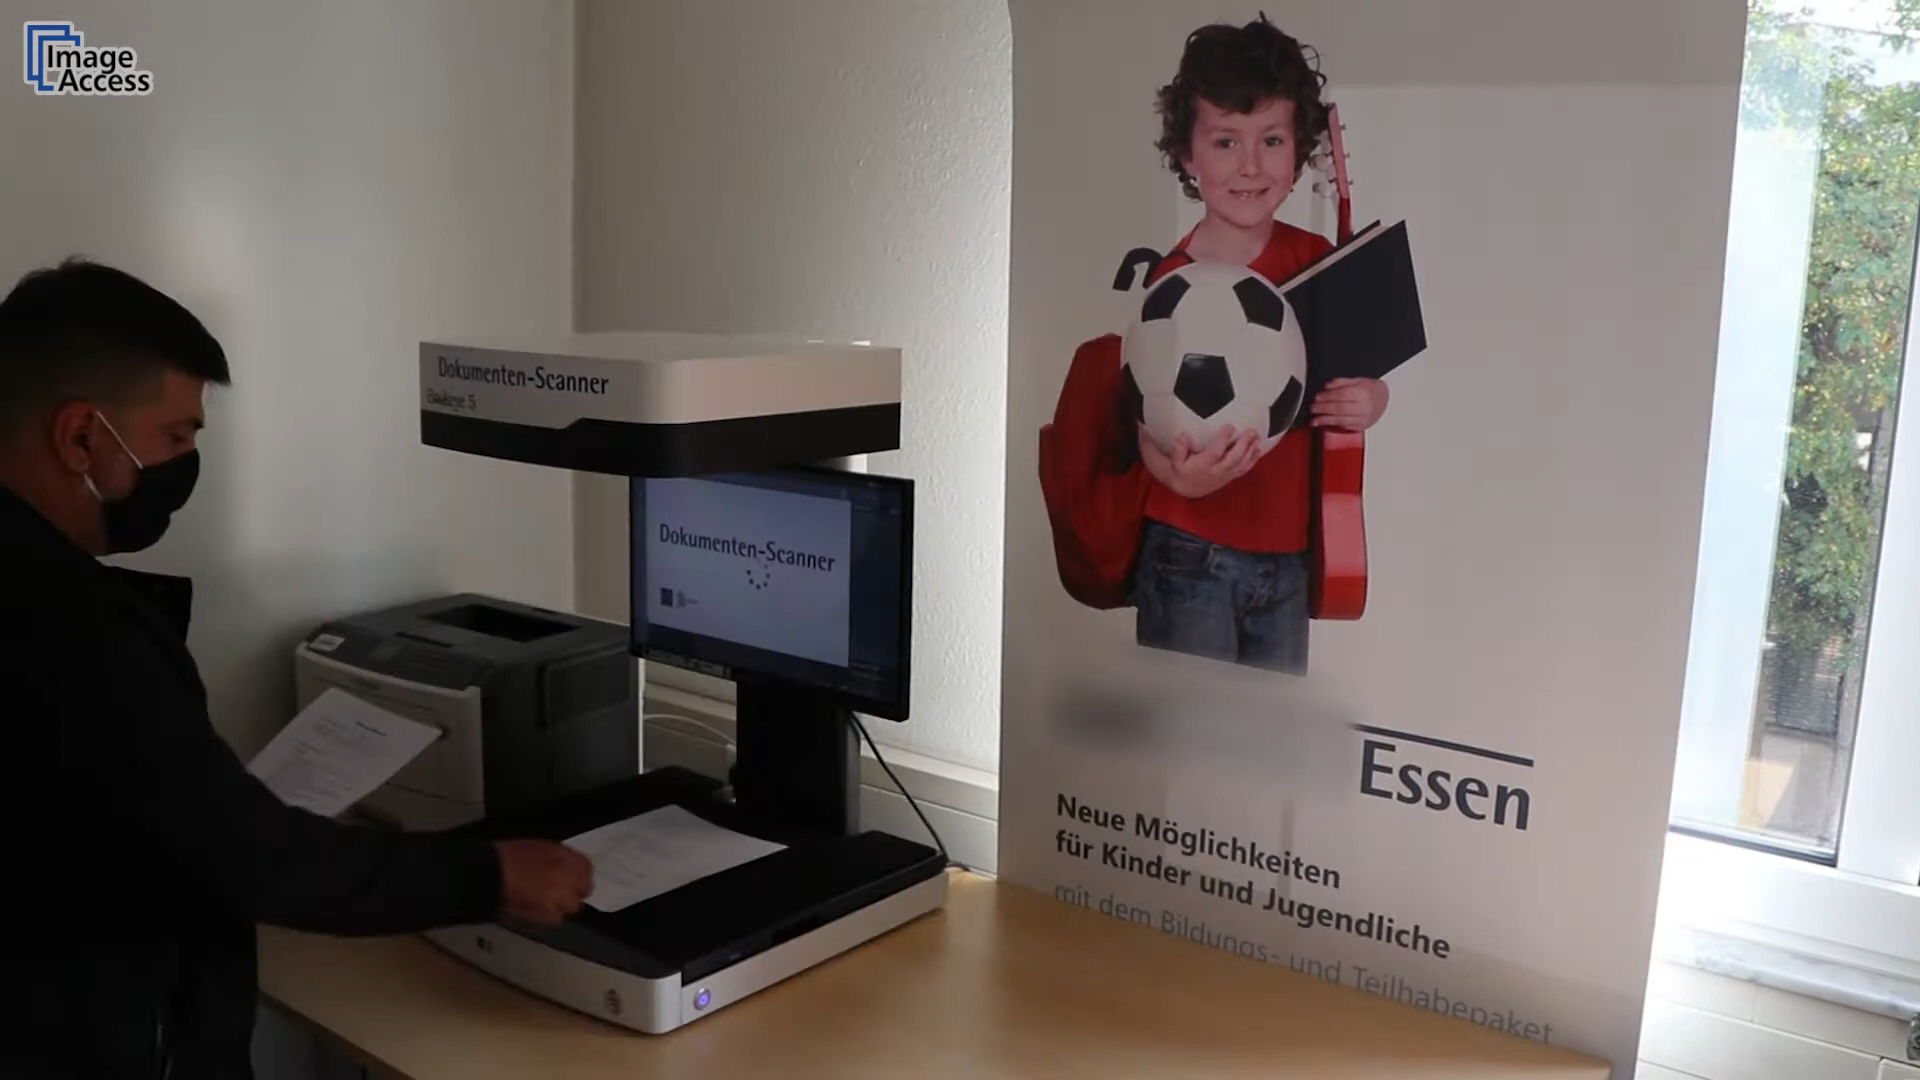 Image
Access
Dokumenten-Scanner
Dokumenten-Scanner
Essen
Neue Möglichkeiten
für Kinder und Jugendliche
mit dem Bildungs- und Teilhabepaket